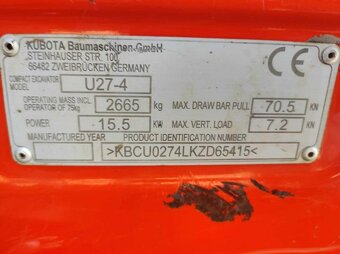 KUBOTA Baumaschinen GmbH
STEINHAUSER STR. 100
66482 ZWEIBRÜCKEN/GERMANY
CE
COMPACT EXCAVATOR MODEL U27-4
OPERATING MASS INCL. OPERATOR OF 75kg 2665 kg MAX. DRAW BAR PULL 70.5 KN
POWER 15.5 kW MAX. VERT. LOAD 7.2 KN
MANUFACTURED YEAR PRODUCT IDENTIFICATION NUMBER
>KBCU0274LKZD65415<